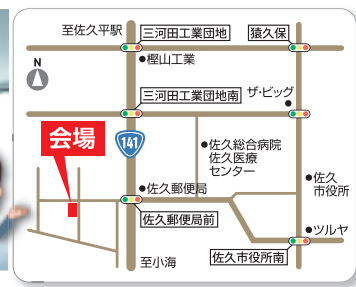 至佐久平駅
三河田工業団地
猿久保
N
樫山工業
三河田工業団地南
ザ・ビッグ
会場
141
佐久総合病院
佐久医療
センター
佐久郵便局
佐久
市役所
佐久郵便局前
ツルヤ
至小海
佐久市役所南